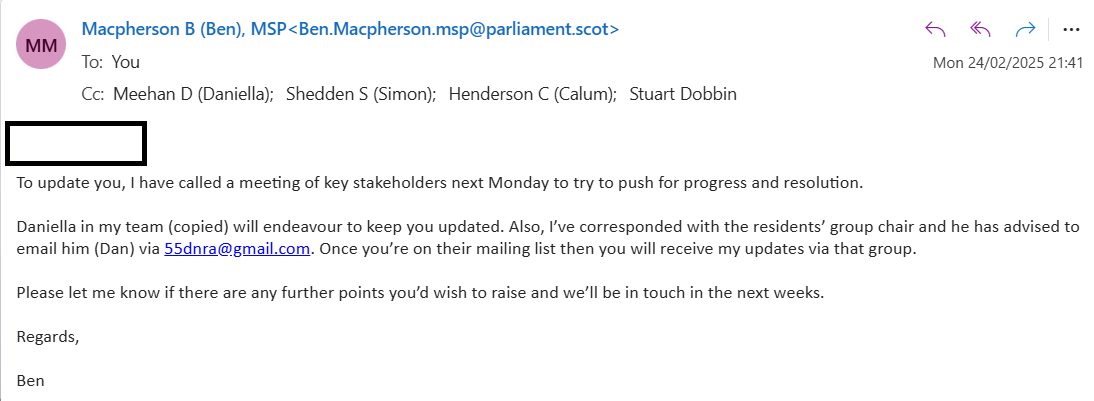 MM
Macpherson B (Ben), MSP<Ben.Macpherson.msp@parliament.scot>
To: You
Mon 24/02/2025 21:41
Cc: Meehan D (Daniella); Shedden S (Simon); Henderson C (Calum); Stuart Dobbin
To update you, I have called a meeting of key stakeholders next Monday to try to push for progress and resolution.
Daniella in my team (copied) will endeavour to keep you updated. Also, I’ve corresponded with the residents’ group chair and he has advised to
email him (Dan) via 55dnra@gmail.com. Once you’re on their mailing list then you will receive my updates via that group.
Please let me know if there are any further points you’d wish to raise and we’ll be in touch in the next weeks.
Regards,
Ben